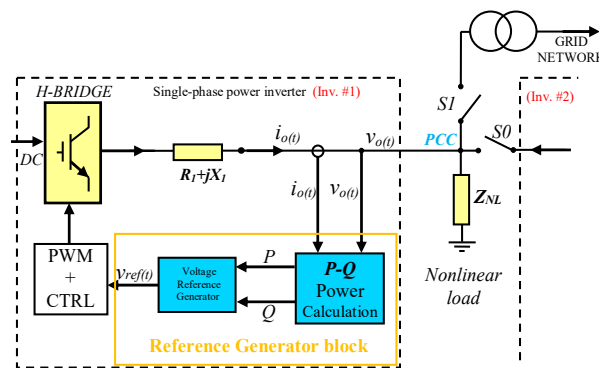 GRID
NETWORK
H-BRIDGE
Single-phase power inverter (Inv. #1)
(Inv. #2)
S1
S0
DC
io(t)
vo(t)
PCC
R1+jX1
io(t)
vo(t)
ZNL
PWM
+
CTRL
vref(t)
Voltage
Reference
Generator
P
Q
P-Q
Power
Calculation
Nonlinear
load
Reference Generator block